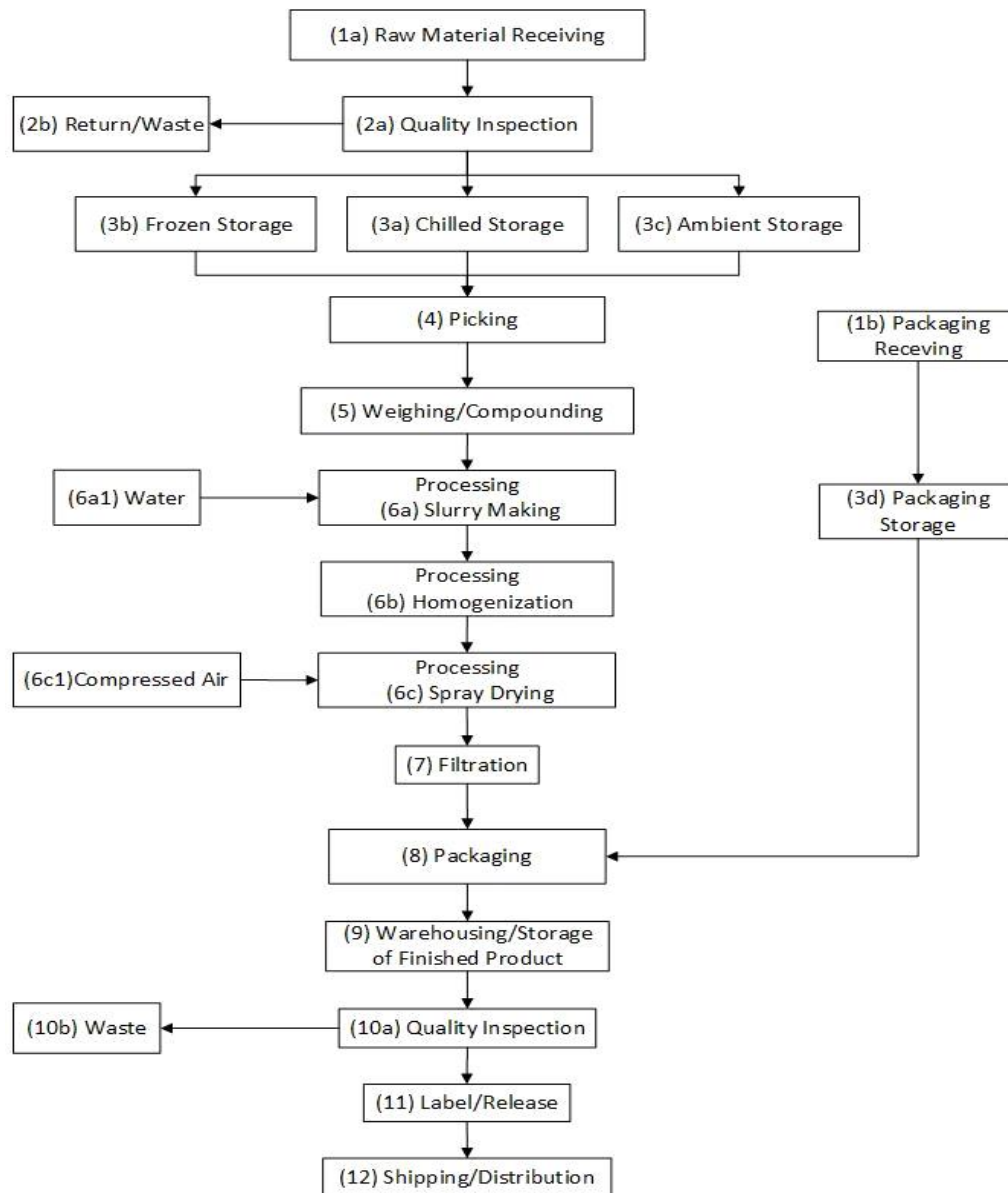 (1a) Raw Material Receiving
(2b) Return/Waste
(2a) Quality Inspection
(3b) Frozen Storage
(3a) Chilled Storage
(3c) Ambient Storage
(4) Picking
(1b) Packaging
Receving
(5) Weighing/Compounding
(6a1) Water
Processing
(6a) Slurry Making
(3d) Packaging
Storage
Processing
(6b) Homogenization
(6c1)Compressed Air
Processing
(6c) Spray Drying
(7) Filtration
(8) Packaging
(9) Warehousing/Storage
of Finished Product
(10b) Waste
(10a) Quality Inspection
(11) Label/Release
(12) Shipping/Distribution